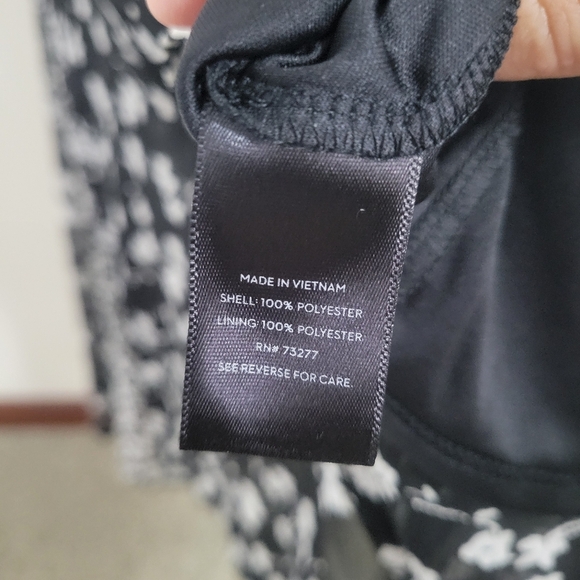 MADE IN VIETNAM
SHELL: 100% POLYESTER
LINING: 100% POLYESTER
RN# 73277
SEE REVERSE FOR CARE.